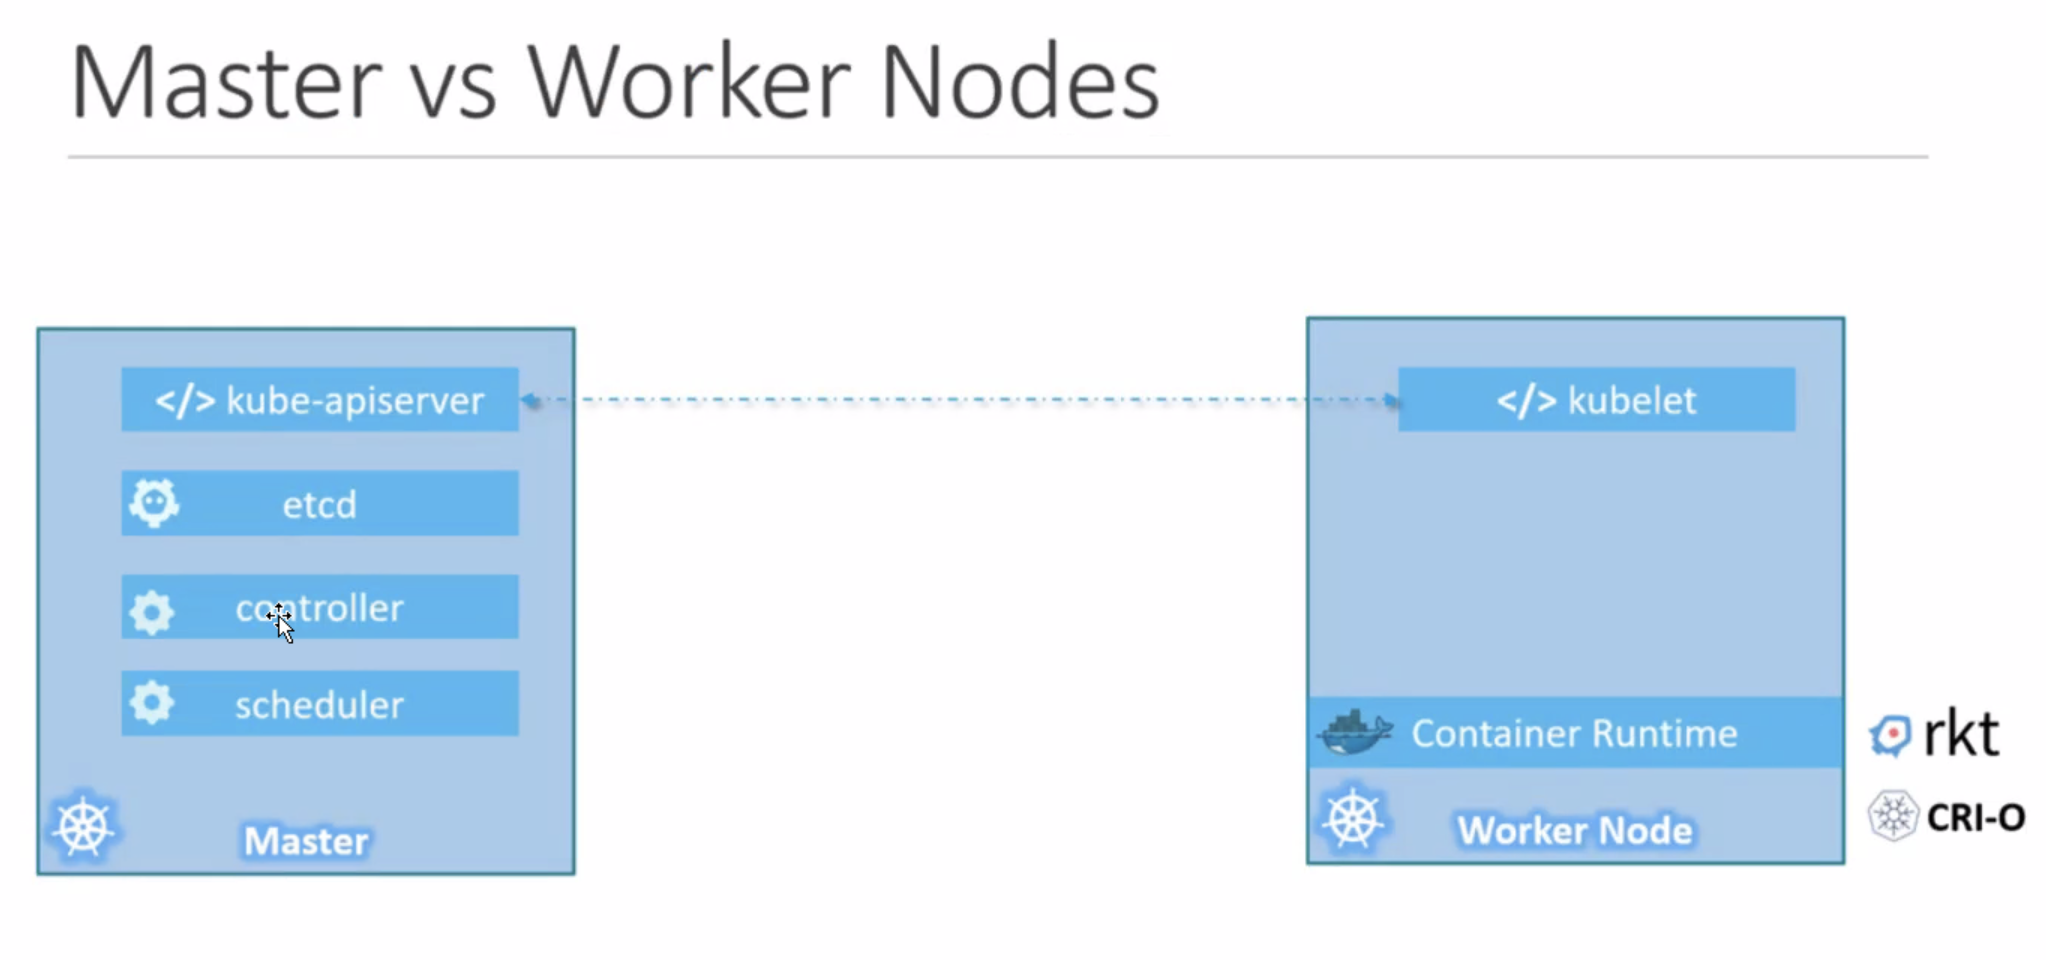 Master vs Worker Nodes
</> kube-apiserver
</> kubelet
etcd
controller
scheduler
Container Runtime
rkt
CRI-O
Master
Worker Node